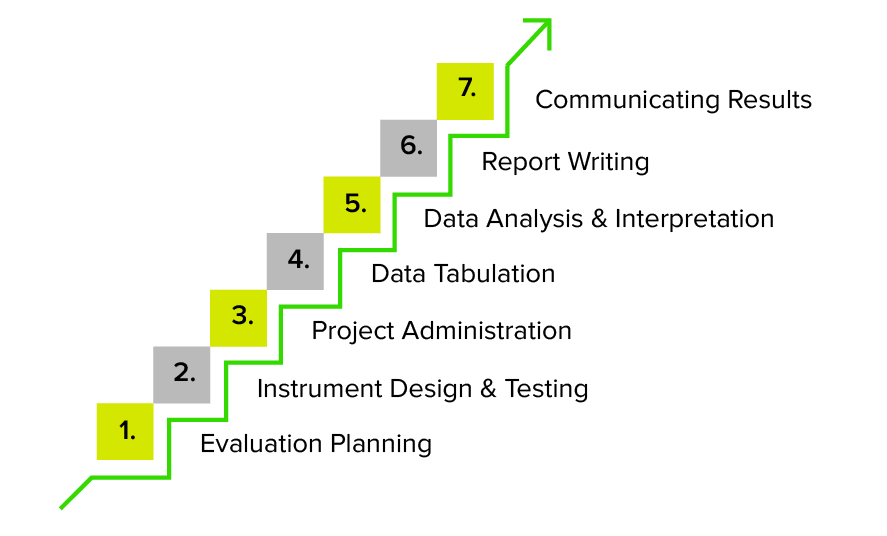 7.
Communicating Results
6.
Report Writing
5.
Data Analysis & Interpretation
4.
Data Tabulation
3.
Project Administration
2.
Instrument Design & Testing
1.
Evaluation Planning